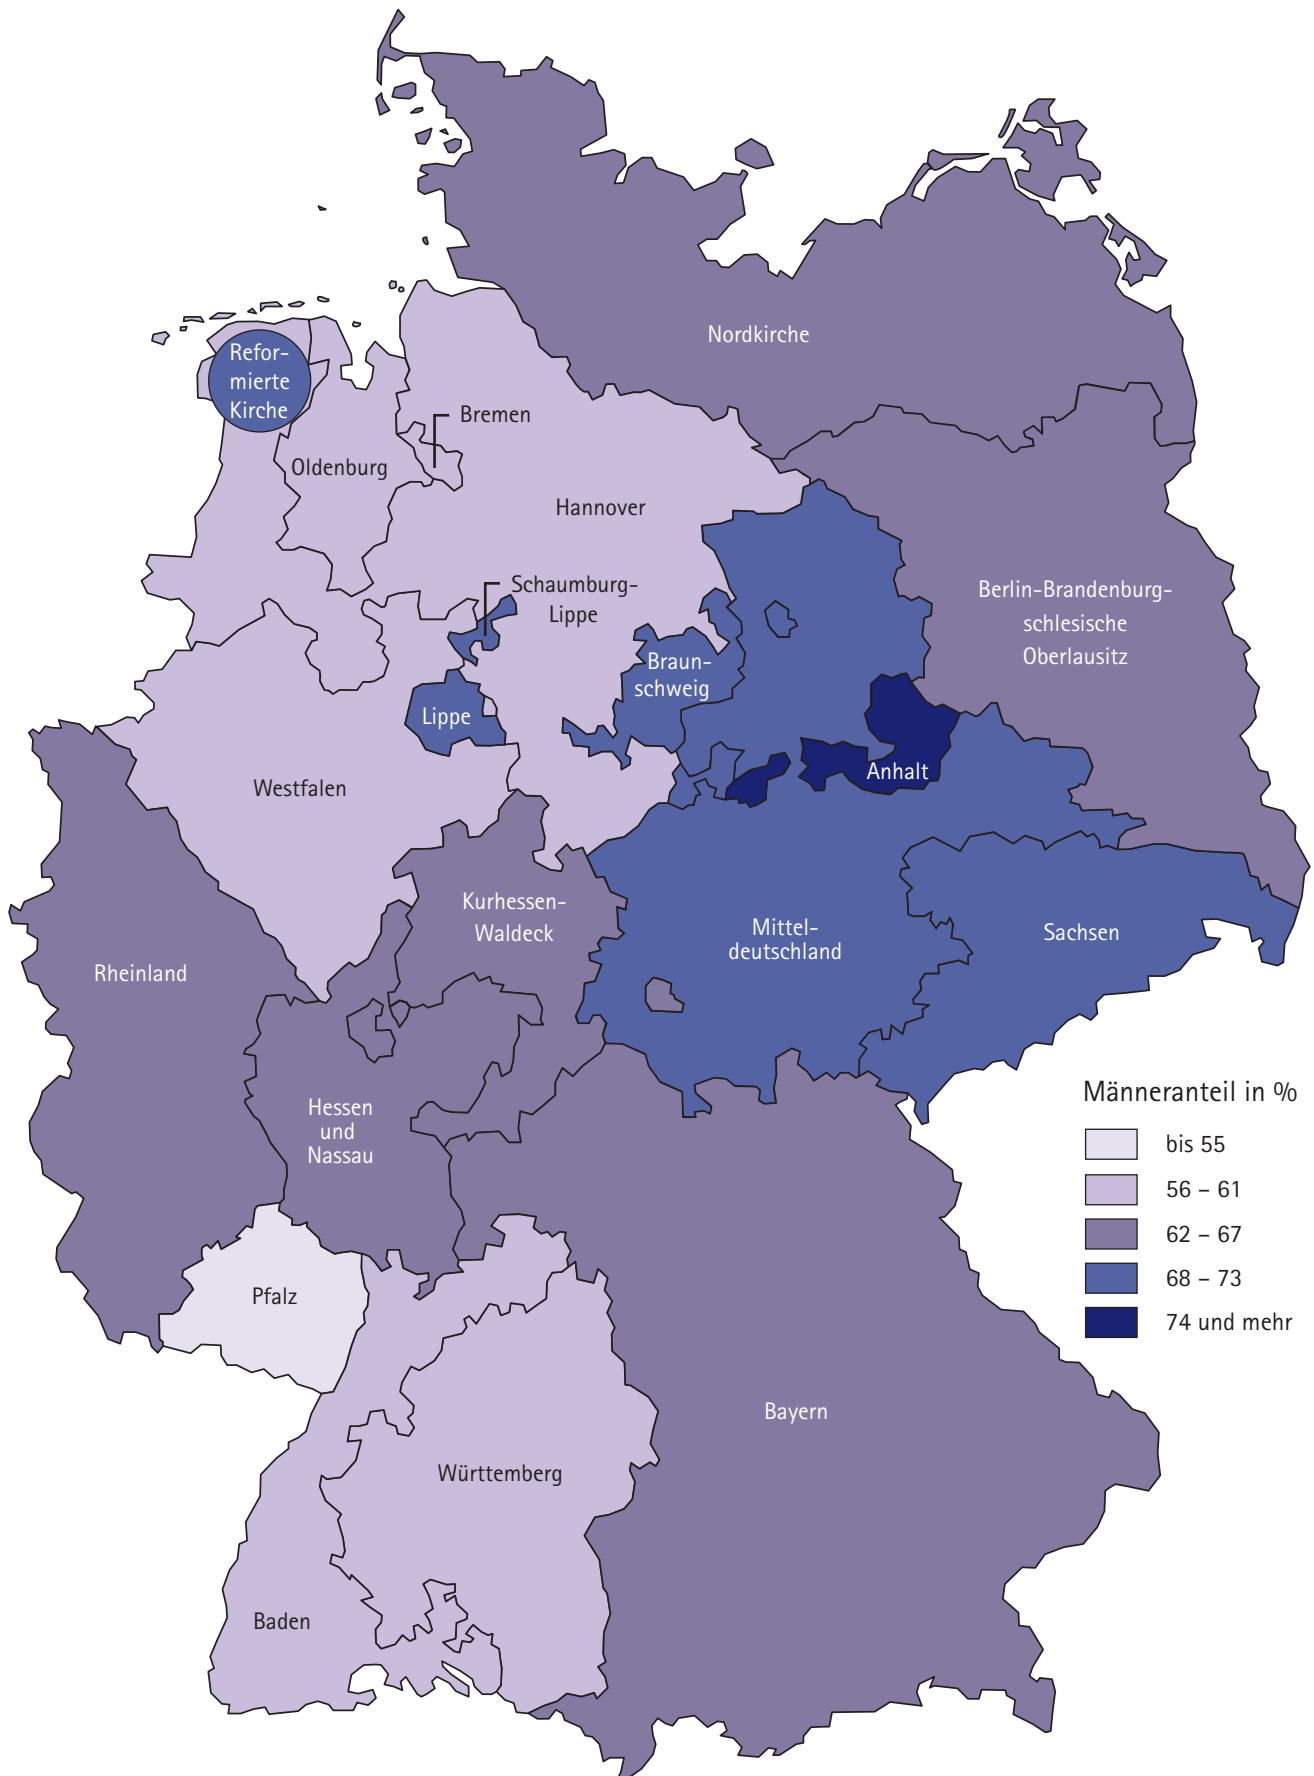 Nordkirche
Refor-
mierte
Kirche
Bremen
Oldenburg
Hannover
Schaumburg-
Lippe
Berlin-Brandenburg-
schlesische
Oberlausitz
Braun-
schweig
Lippe
Anhalt
Westfalen
Kurhessen-
Waldeck
Mittel-
deutschland
Sachsen
Rheinland
Hessen
und
Nassau
Männeranteil in %
bis 55
56 – 61
62 – 67
68 – 73
74 und mehr
Pfalz
Bayern
Württemberg
Baden